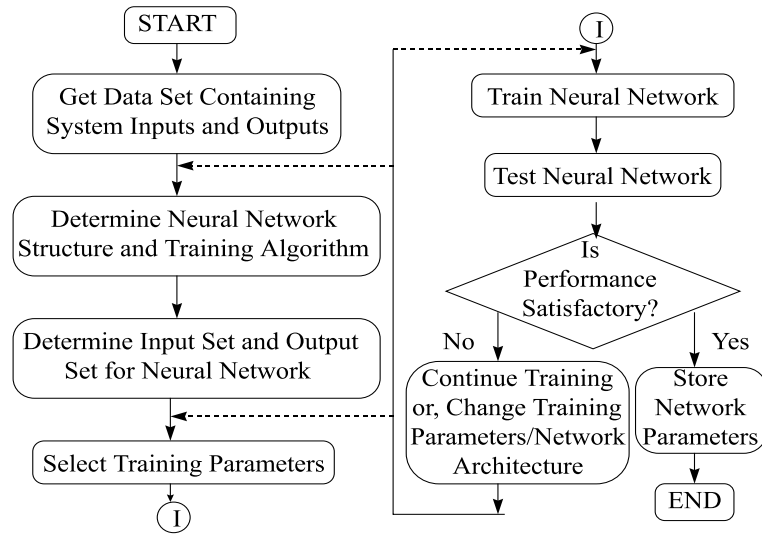 START
Get Data Set Containing
System Inputs and Outputs
Determine Neural Network
Structure and Training Algorithm
Determine Input Set and Output
Set for Neural Network
Select Training Parameters
I
I
Train Neural Network
Test Neural Network
Is
Performance
Satisfactory?
No
Yes
Continue Training
or, Change Training
Parameters/Network
Architecture
Store
Network
Parameters
END